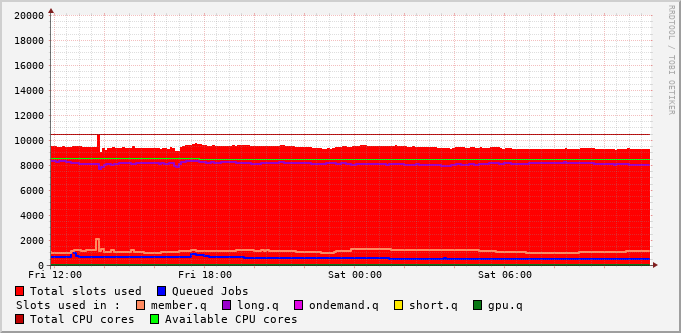 20000
18000
16000
14000
12000
10000
8000
6000
4000
2000
0
Fri 12:00 Fri 18:00 Sat 00:00 Sat 06:00
Total slots used Queued Jobs
Slots used in : member.q long.q ondemand.q short.q gpu.q
Total CPU cores Available CPU cores
RRDTOOL / TOBI OETIKER